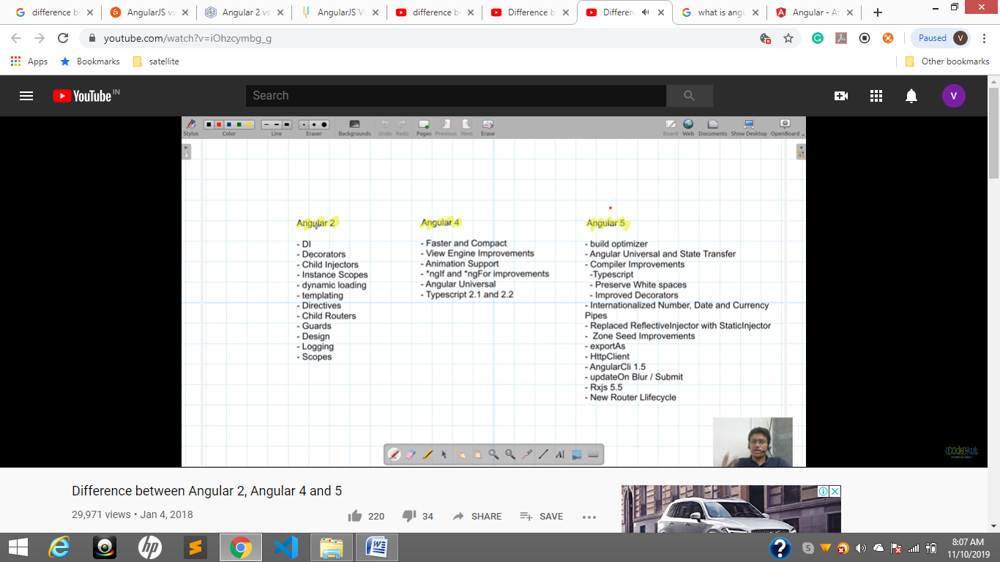 difference be
AngularJS vs
Angular 2 vs
AngularJS Vs
difference be
Difference b
Differen
what is angu
Angular - An
youtube.com/watch?v=iOhzcymbg_g
Paused V
Apps Bookmarks satellite Other bookmarks
YouTube IN
Search
V
Stylus Color Line Eraser Backgrounds Undo Redo Pages Previous Next Erase Board Web Documents Show Desktop OpenBoard
Angular 2
- DI
- Decorators
- Child Injectors
- Instance Scopes
- dynamic loading
- templating
- Directives
- Child Routers
- Guards
- Design
- Logging
- Scopes
Angular 4
- Faster and Compact
- View Engine Improvements
- Animation Support
- *ngIf and *ngFor improvements
- Angular Universal
- Typescript 2.1 and 2.2
Angular 5
- build optimizer
- Angular Universal and State Transfer
- Compiler Improvements
-Typescript
- Preserve White spaces
- Improved Decorators
- Internationalized Number, Date and Currency
Pipes
- Replaced ReflectiveInjector with StaticInjector
- Zone Seed Improvements
- exportAs
- HttpClient
- AngularCli 1.5
- updateOn Blur / Submit
- Rxjs 5.5
- New Router Llifecycle
Difference between Angular 2, Angular 4 and 5
29,971 views • Jan 4, 2018
220 34 SHARE SAVE
8:07 AM
11/10/2019